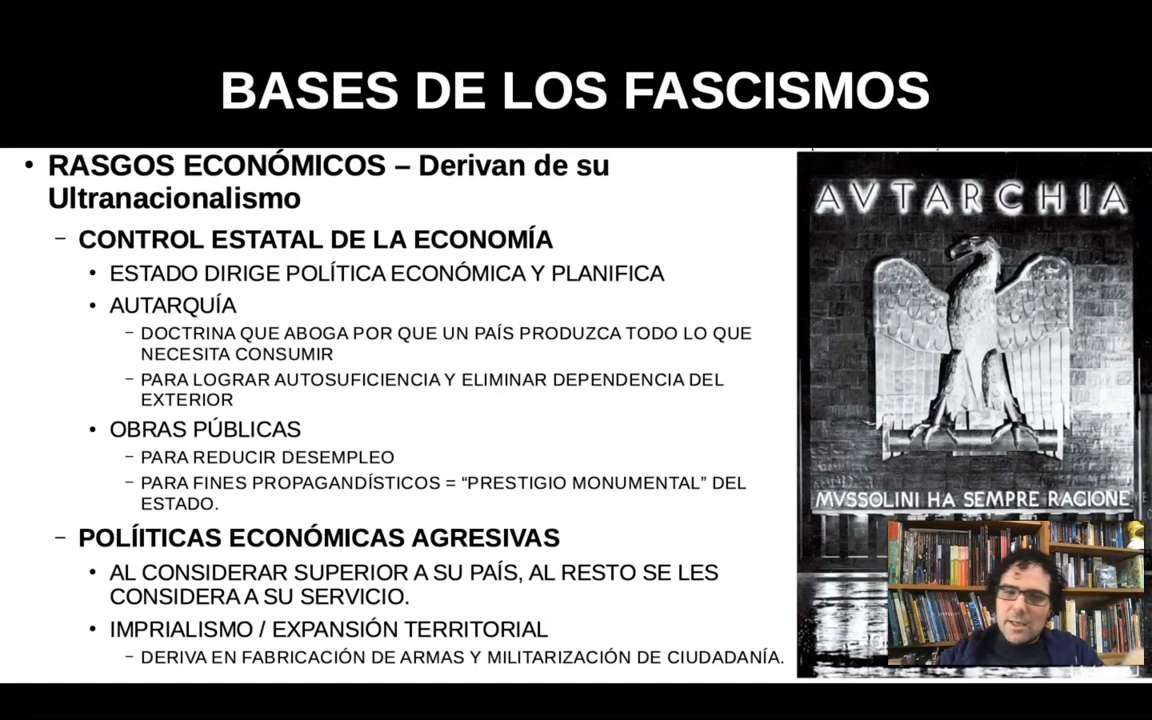 BASES DE LOS FASCISMOS
RASGOS ECONÓMICOS – Derivan de su
Ultranacionalismo
CONTROL ESTATAL DE LA ECONOMÍA
ESTADO DIRIGE POLÍTICA ECONÓMICA Y PLANIFICA
AUTARQUÍA
DOCTRINA QUE ABOGA POR QUE UN PAÍS PRODUZCA TODO LO QUE
NECESITA CONSUMIR
PARA LOGRAR AUTOSUFICIENCIA Y ELIMINAR DEPENDENCIA DEL
EXTERIOR
OBRAS PÚBLICAS
PARA REDUCIR DESEMPLEO
PARA FINES PROPAGANDÍSTICOS = “PRESTIGIO MONUMENTAL” DEL
ESTADO.
POLÍITICAS ECONÓMICAS AGRESIVAS
AL CONSIDERAR SUPERIOR A SU PAÍS, AL RESTO SE LES
CONSIDERA A SU SERVICIO.
IMPRIALISMO / EXPANSIÓN TERRITORIAL
DERIVA EN FABRICACIÓN DE ARMAS Y MILITARIZACIÓN DE CIUDADANÍA.
AVTARCHIA
MVSSOLINI HA SEMPRE RAGIONE